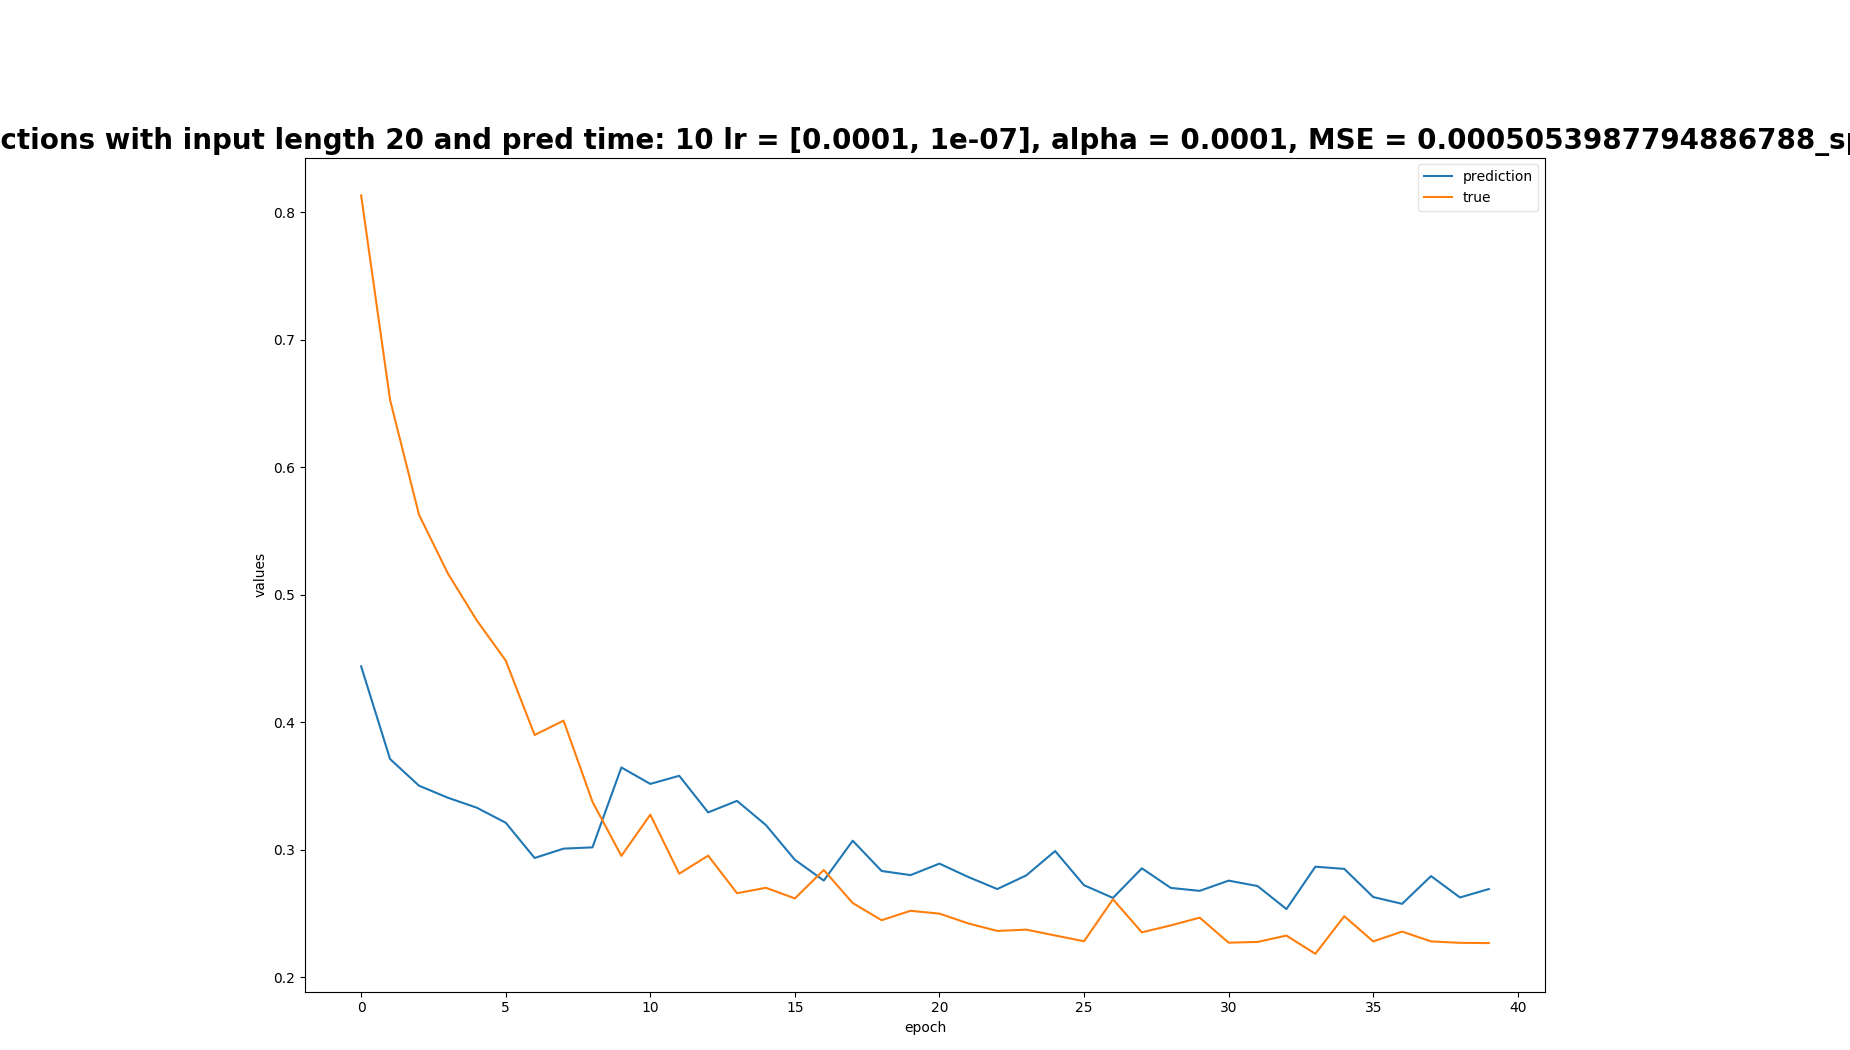 ctions with input length 20 and pred time: 10 lr = [0.0001, 1e-07], alpha = 0.0001, MSE = 0.0005053987794886788_sp
prediction
true
0.8
0.7
0.6
0.5
0.4
0.3
0.2
values
0 5 10 15 20 25 30 35 40
epoch